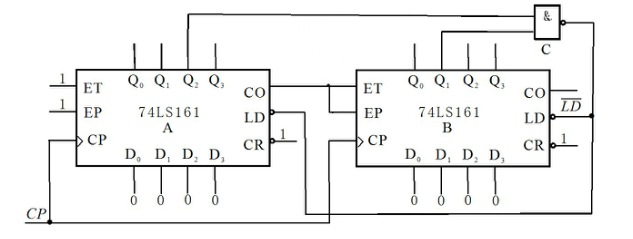 &
C
Q₀ Q₁ Q₂ Q₃
Q₀ Q₁ Q₂ Q₃
1 ET CO
ET CO
1 EP 74LS161 LD
EP 74LS161 LD L̅D̅
A
B
CP CR 1
CP CR 1
D₀ D₁ D₂ D₃
D₀ D₁ D₂ D₃
0 0 0 0
0 0 0 0
CP